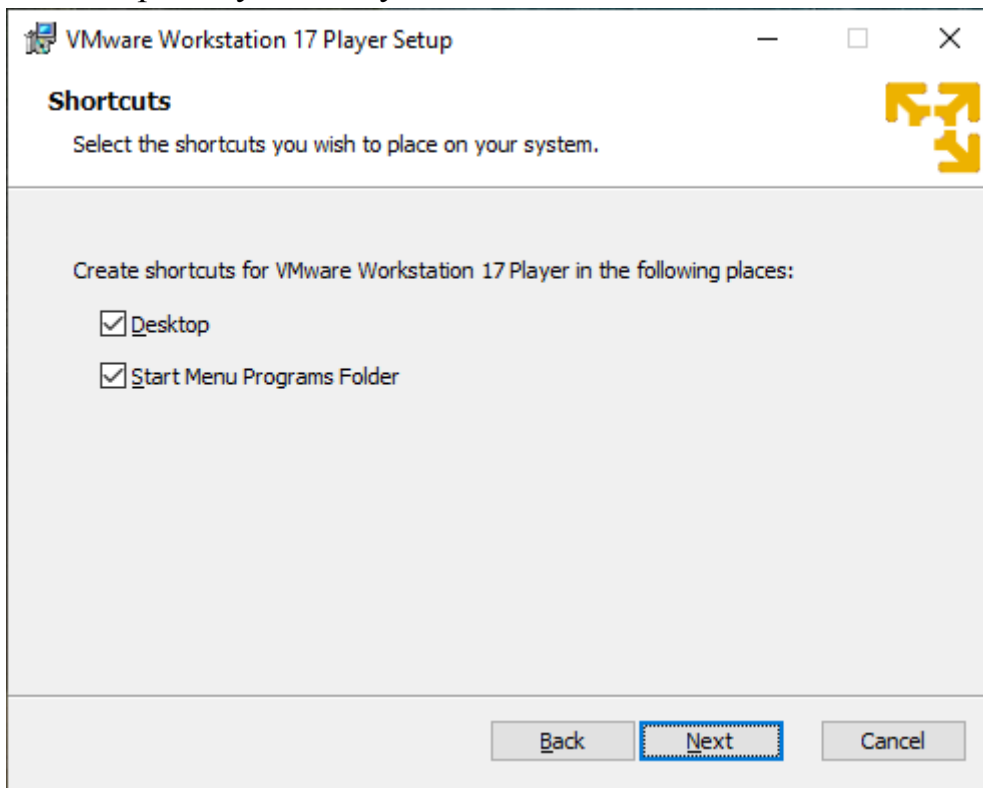 VMware Workstation 17 Player Setup
Shortcuts
Select the shortcuts you wish to place on your system.
Create shortcuts for VMware Workstation 17 Player in the following places:
Desktop
Start Menu Programs Folder
Back Next Cancel